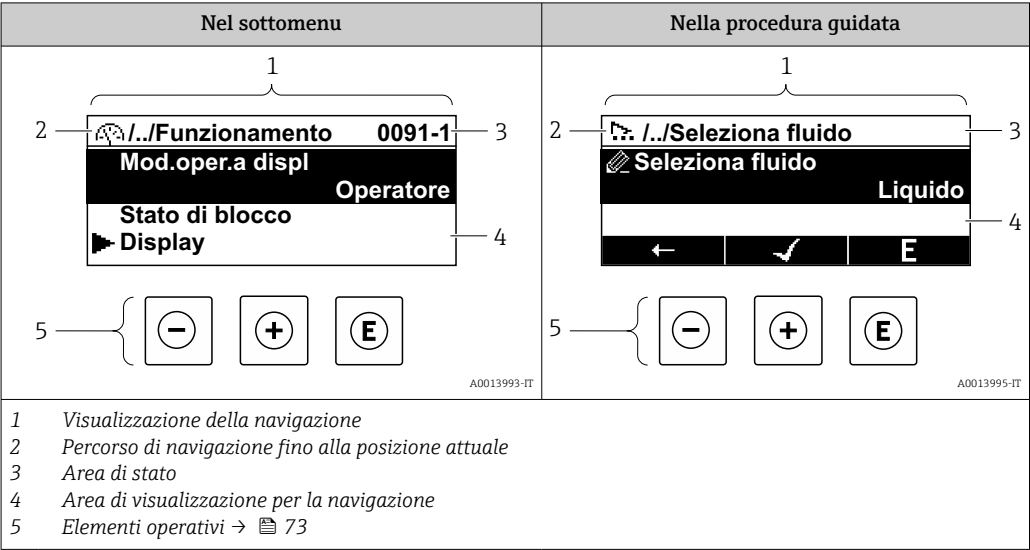 Nel sottomenu Nella procedura guidata
1 1
2 /../Funzionamento 0091-1 3
Mod.oper.a displ
Operatore
Stato di blocco
Display 4
5 - + E
A0013993-IT
2 /../Seleziona fluido 3
Seleziona fluido
Liquido
4
← ✓ E
5 - + E
A0013995-IT
1 Visualizzazione della navigazione
2 Percorso di navigazione fino alla posizione attuale
3 Area di stato
4 Area di visualizzazione per la navigazione
5 Elementi operativi → 73